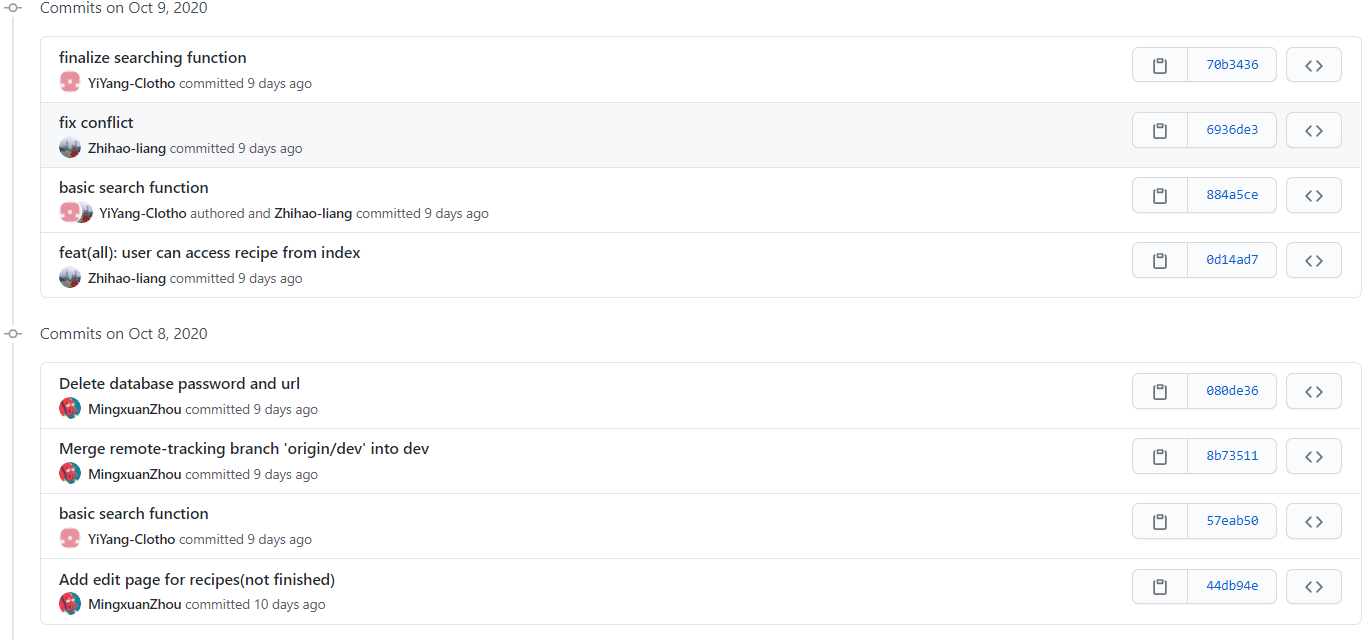 Commits on Oct 9, 2020
finalize searching function
YiYang-Clotho committed 9 days ago
70b3436
fix conflict
Zhihao-liang committed 9 days ago
6936de3
basic search function
YiYang-Clotho authored and Zhihao-liang committed 9 days ago
884a5ce
feat(all): user can access recipe from index
Zhihao-liang committed 9 days ago
0d14ad7
Commits on Oct 8, 2020
Delete database password and url
MingxuanZhou committed 9 days ago
080de36
Merge remote-tracking branch 'origin/dev' into dev
MingxuanZhou committed 9 days ago
8b73511
basic search function
YiYang-Clotho committed 9 days ago
57eab50
Add edit page for recipes(not finished)
MingxuanZhou committed 10 days ago
44db94e